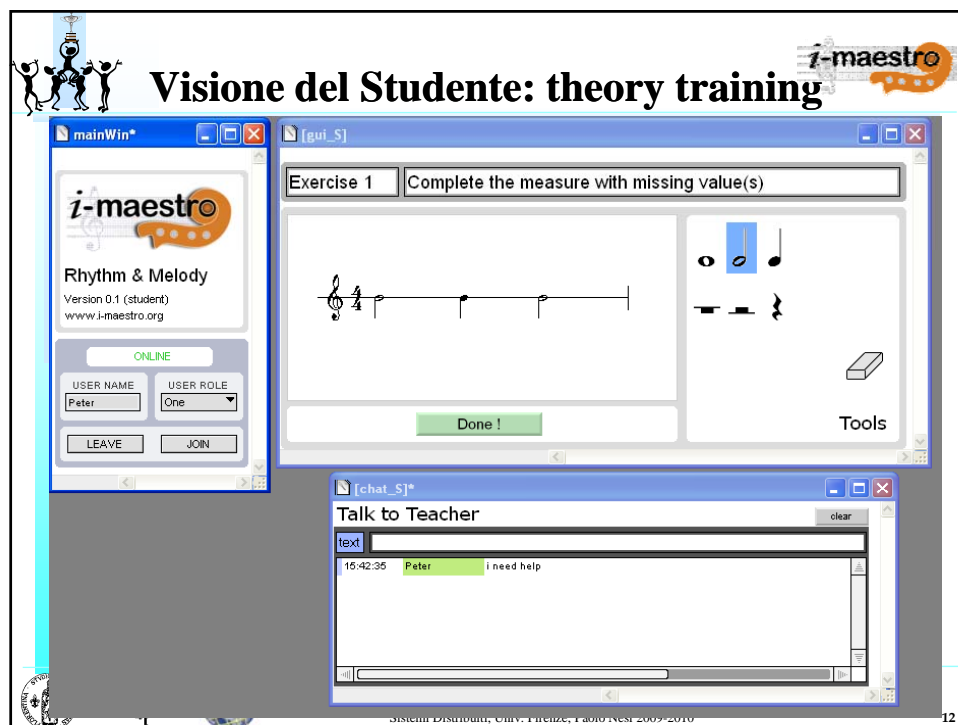 i-maestro
Visione del Studente: theory training
mainWin*
i-maestro
Rhythm & Melody
Version 0.1 (student)
www.i-maestro.org
ONLINE
USER NAME
USER ROLE
Peter
One
LEAVE
JOIN
[gui_S]
Exercise 1
Complete the measure with missing value(s)
Done !
Tools
[chat_S]*
Talk to Teacher
clear
text
15:42:35 Peter i need help
Sistemi Distribuiti, Univ. Firenze, Paolo Nesi 2009-2010
12